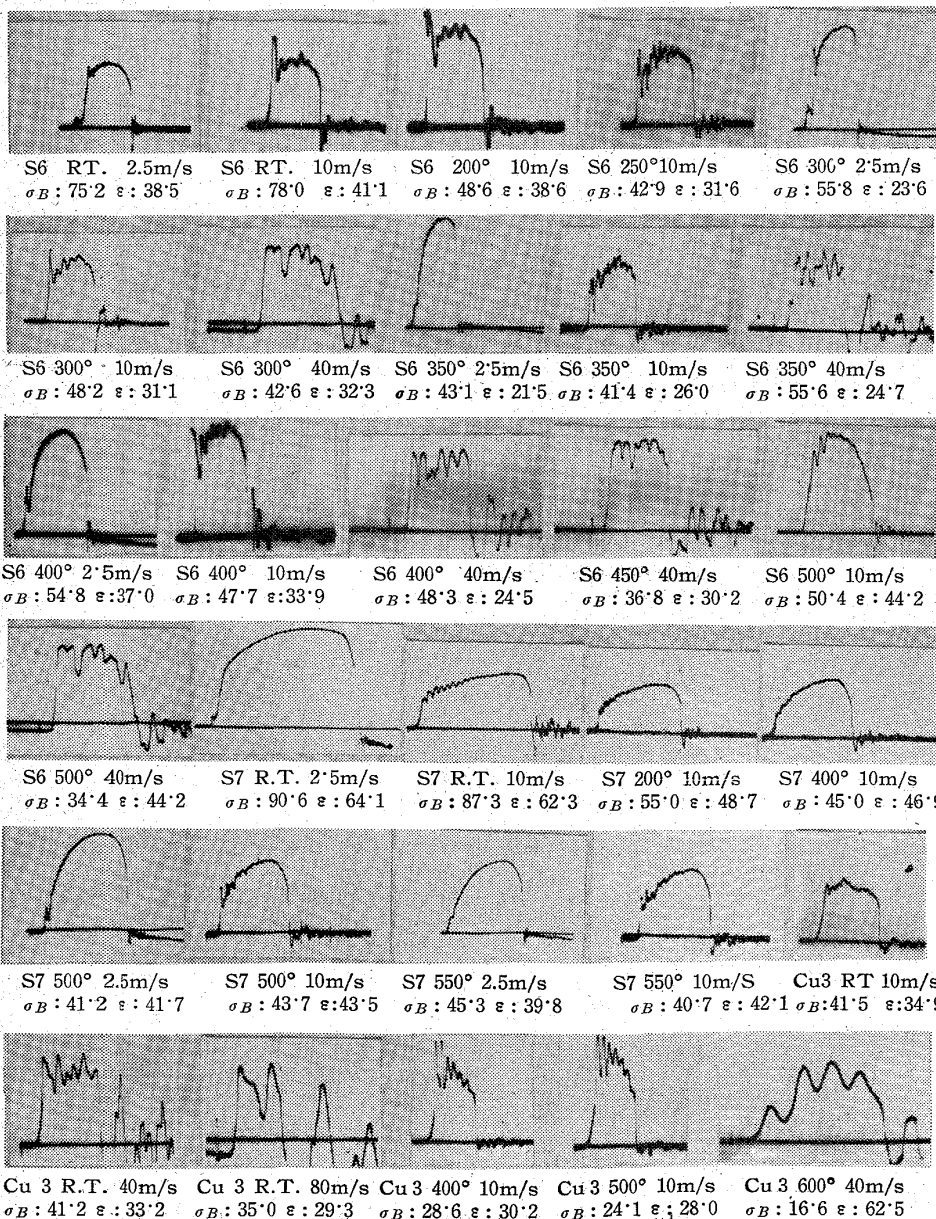 S6 RT. 2.5m/s S6 RT. 10m/s S6 200° 10m/s S6 250°10m/s S6 300° 2·5m/s
σB : 75·2 ε : 38·5 σB : 78·0 ε : 41·1 σB : 48·6 ε : 38·6 σB : 42·9 ε : 31·6 σB : 55·8 ε : 23·6
S6 300° 10m/s S6 300° 40m/s S6 350° 2·5m/s S6 350° 10m/s S6 350° 40m/s
σB : 48·2 ε : 31·1 σB : 42·6 ε : 32·3 σB : 43·1 ε : 21·5 σB : 41·4 ε : 26·0 σB : 55·6 ε : 24·7
S6 400° 2·5m/s S6 400° 10m/s S6 400° 40m/s S6 450° 40m/s S6 500° 10m/s
σB : 54·8 ε:37·0 σB : 47·7 ε:33·9 σB : 48·3 ε : 24·5 σB : 36·8 ε : 30·2 σB : 50·4 ε : 44·2
S6 500° 40m/s S7 R.T. 2·5m/s S7 R.T. 10m/s S7 200° 10m/s S7 400° 10m/s
σB : 34·4 ε : 44·2 σB : 90·6 ε : 64·1 σB : 87·3 ε : 62·3 σB : 55·0 ε : 48·7 σB : 45·0 ε : 46·9
S7 500° 2.5m/s S7 500° 10m/s S7 550° 2.5m/s S7 550° 10m/S Cu3 RT 10m/s
σB : 41·2 ε : 41·7 σB : 43·7 ε:43·5 σB : 45·3 ε : 39·8 σB : 40·7 ε : 42·1 σB:41·5 ε:34·9
Cu 3 R.T. 40m/s Cu 3 R.T. 80m/s Cu 3 400° 10m/s Cu 3 500° 10m/s Cu 3 600° 40m/s
σB : 41·2 ε : 33·2 σB : 35·0 ε : 29·3 σB : 28·6 ε : 30·2 σB : 24·1 ε : 28·0 σB : 16·6 ε : 62·5